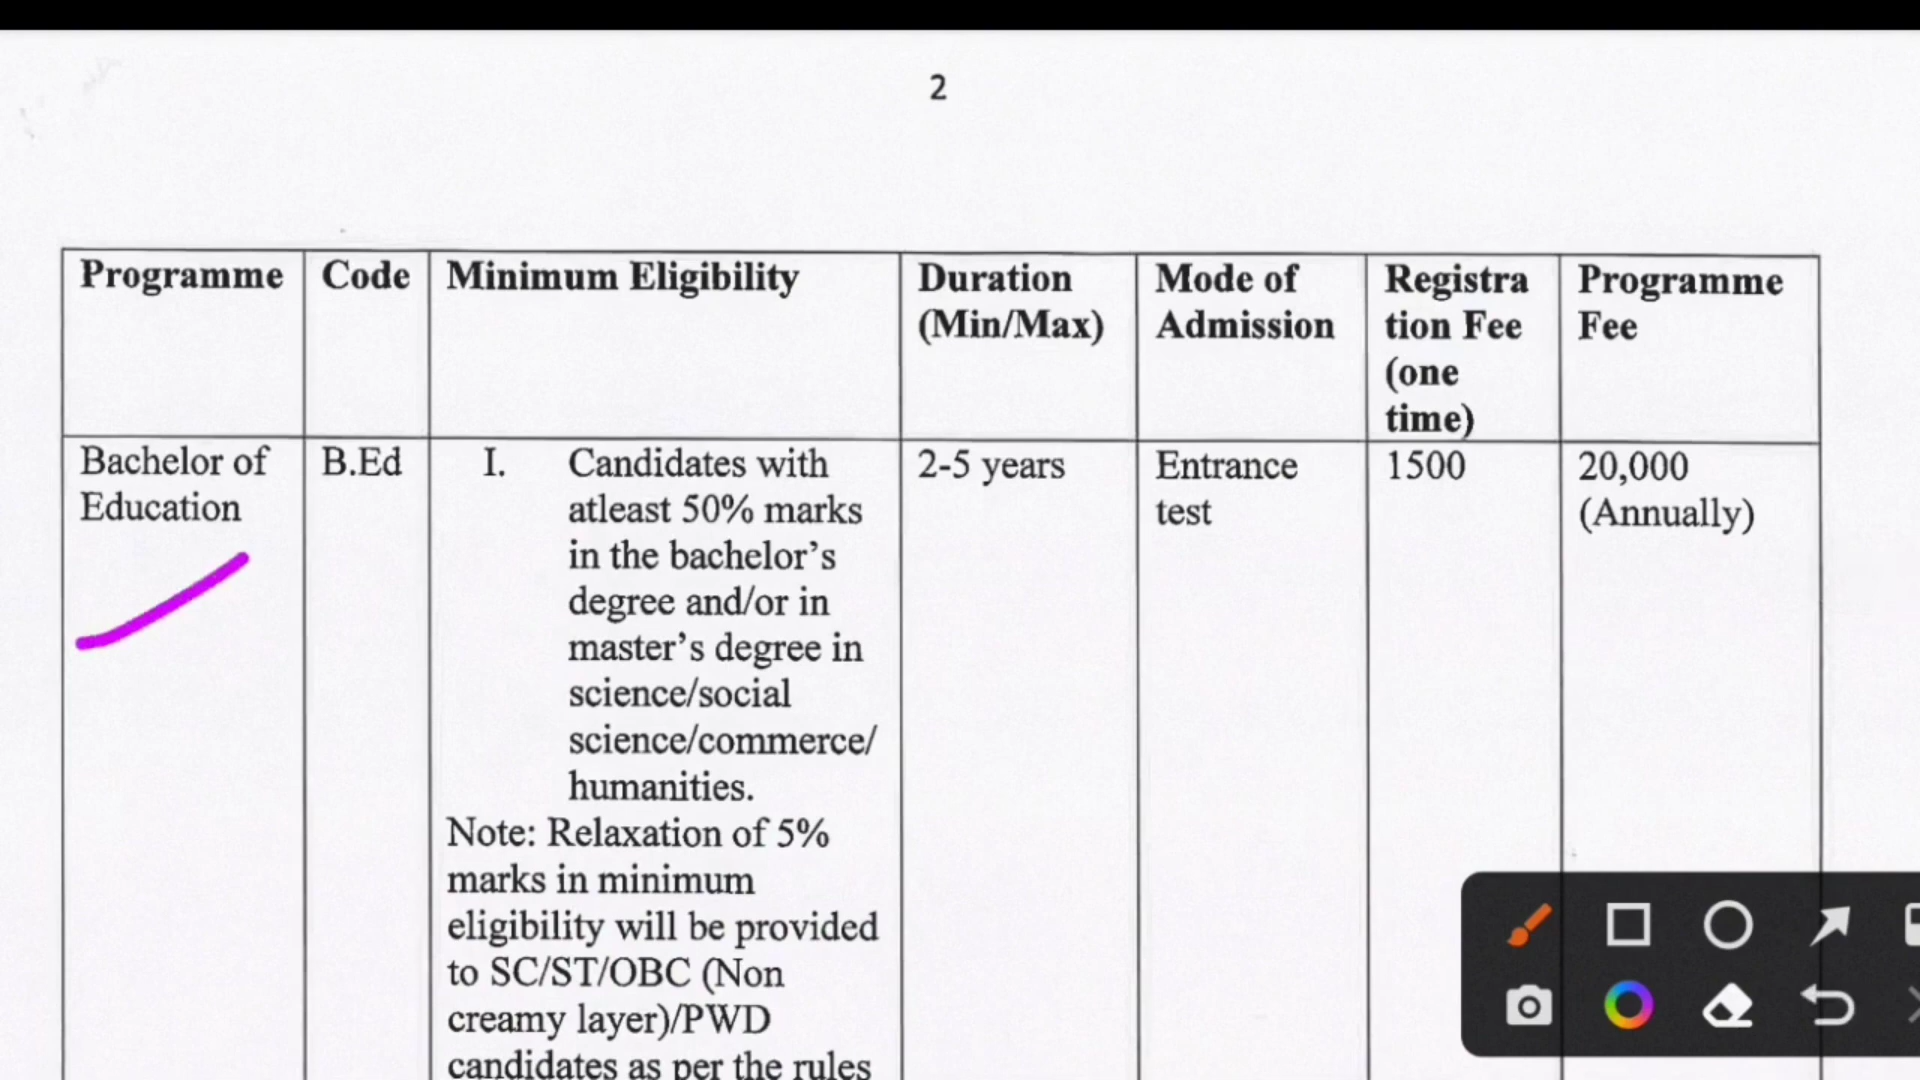 2
Programme
Code
Minimum Eligibility
Duration
(Min/Max)
Mode of
Admission
Registra
tion Fee
(one
time)
Programme
Fee
Bachelor of
Education
B.Ed
I. Candidates with
atleast 50% marks
in the bachelor’s
degree and/or in
master’s degree in
science/social
science/commerce/
humanities.
Note: Relaxation of 5%
marks in minimum
eligibility will be provided
to SC/ST/OBC (Non
creamy layer)/PWD
candidates as per the rules
2-5 years
Entrance
test
1500
20,000
(Annually)